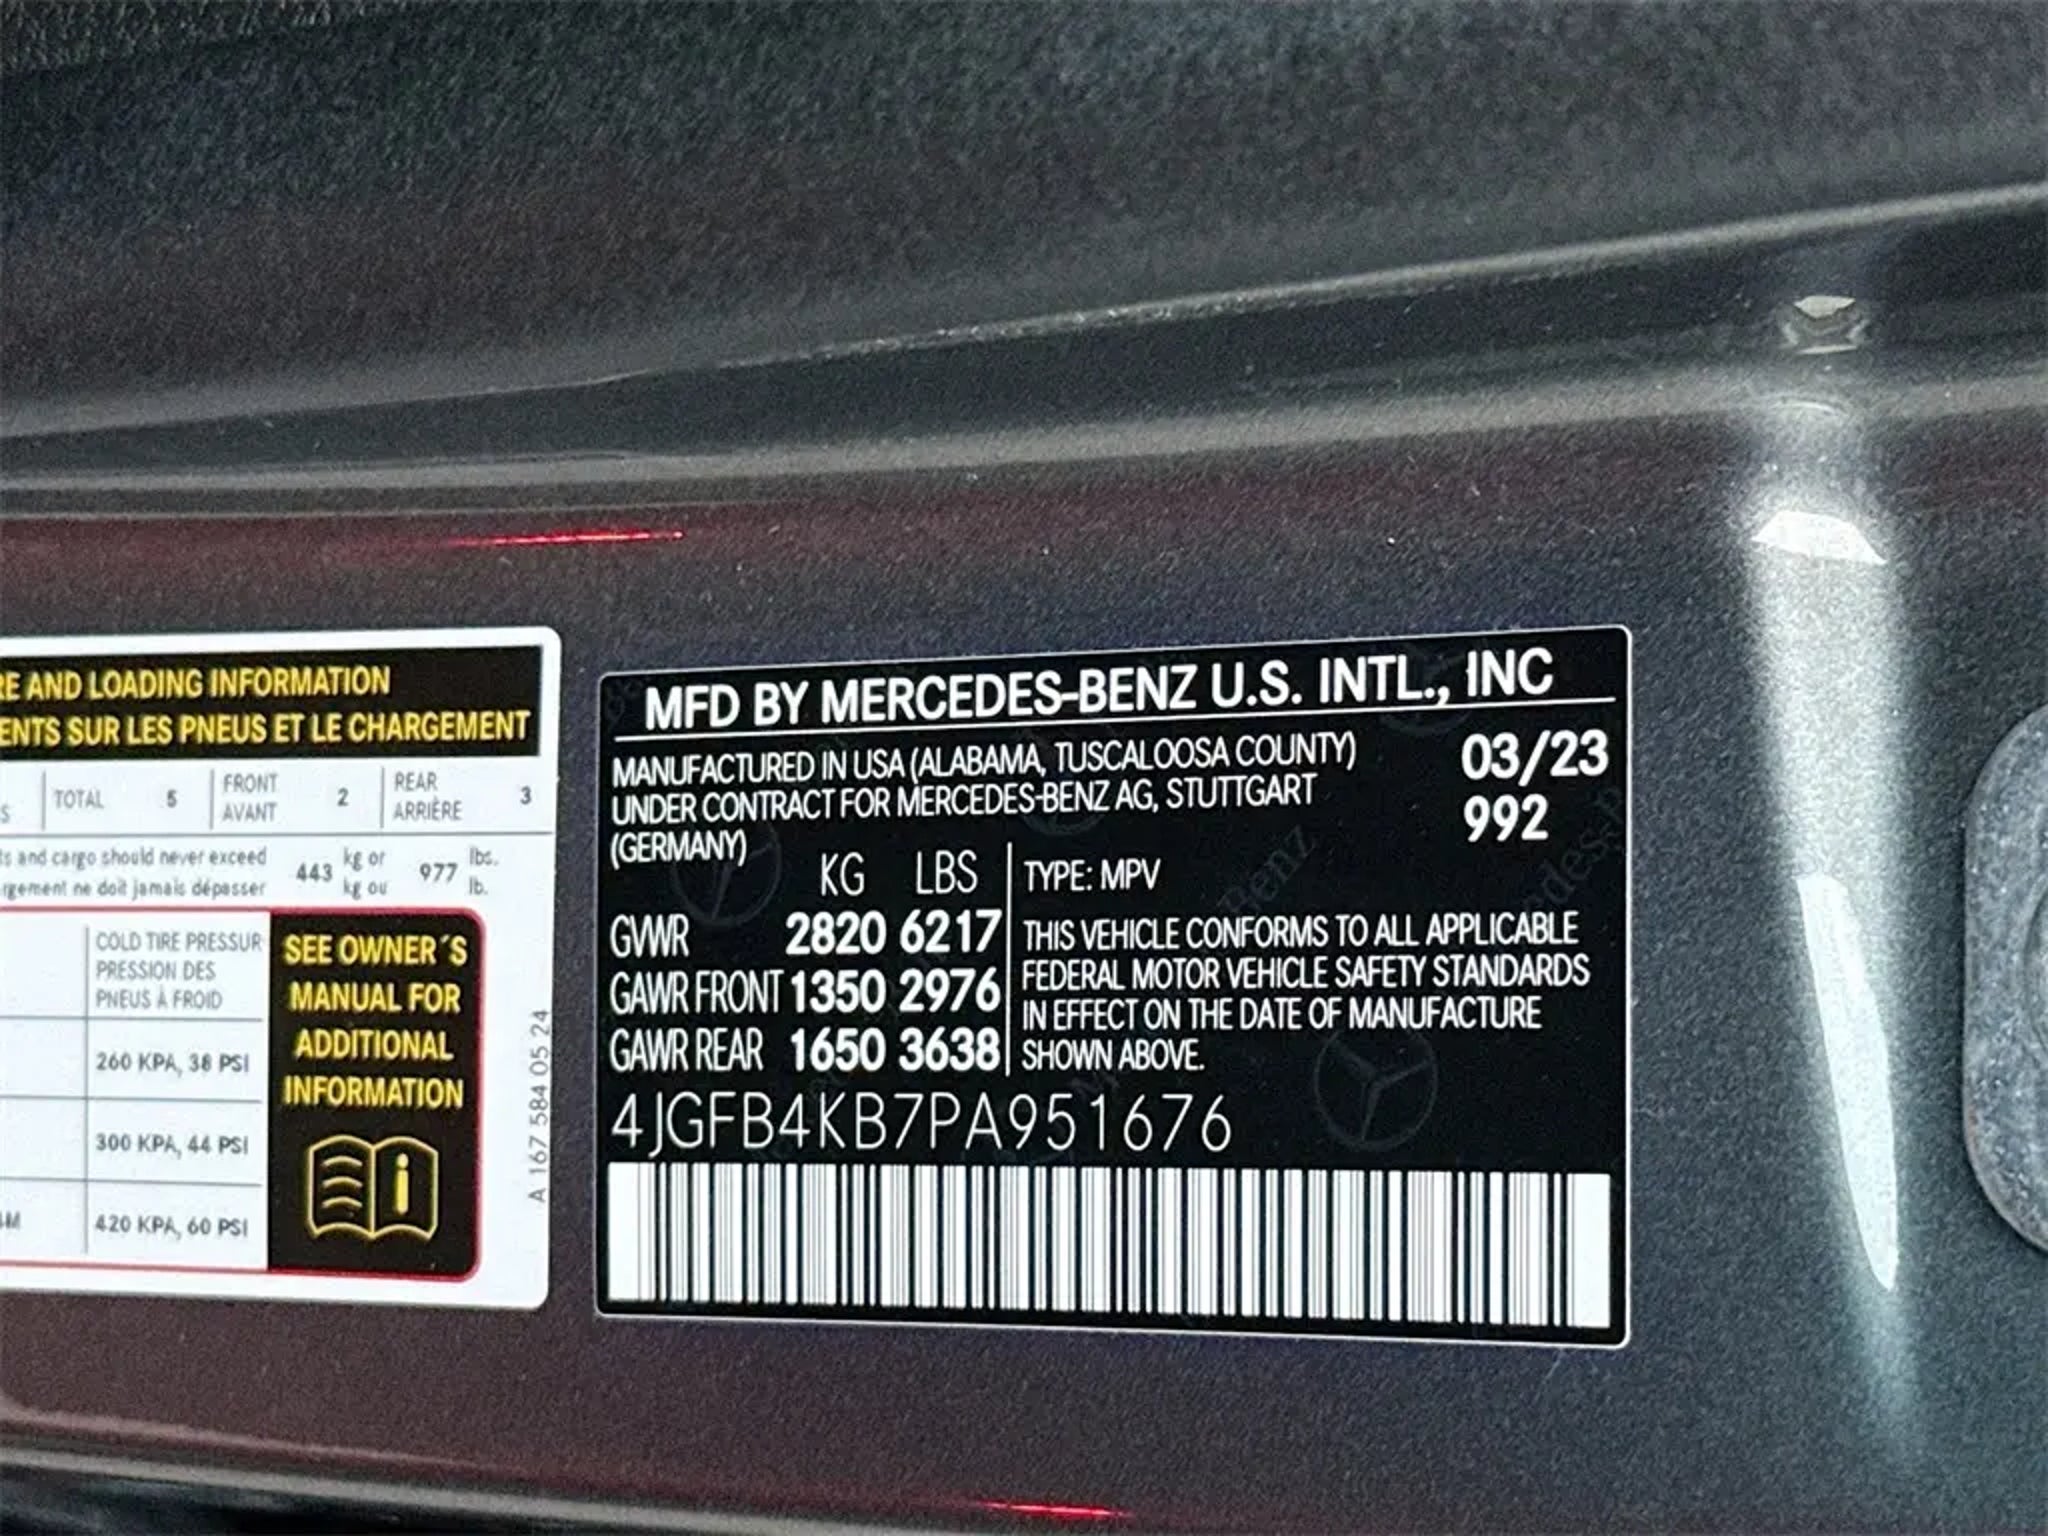 RE AND LOADING INFORMATION
ENTS SUR LES PNEUS ET LE CHARGEMENT
S TOTAL 5 FRONT AVANT 2 REAR ARRIÈRE 3
ts and cargo should never exceed 443 kg or 977 lbs.
rgement ne doit jamais dépasser kg ou lb.
COLD TIRE PRESSUR
PRESSION DES
PNEUS À FROID
260 KPA, 38 PSI
300 KPA, 44 PSI
420 KPA, 60 PSI
SEE OWNER´S
MANUAL FOR
ADDITIONAL
INFORMATION
A 167 584 05 24
MFD BY MERCEDES-BENZ U.S. INTL., INC
MANUFACTURED IN USA (ALABAMA, TUSCALOOSA COUNTY)
UNDER CONTRACT FOR MERCEDES-BENZ AG, STUTTGART
(GERMANY)
03/23
992
KG LBS
GVWR 2820 6217
GAWR FRONT 1350 2976
GAWR REAR 1650 3638
TYPE: MPV
THIS VEHICLE CONFORMS TO ALL APPLICABLE
FEDERAL MOTOR VEHICLE SAFETY STANDARDS
IN EFFECT ON THE DATE OF MANUFACTURE
SHOWN ABOVE.
4JGFB4KB7PA951676